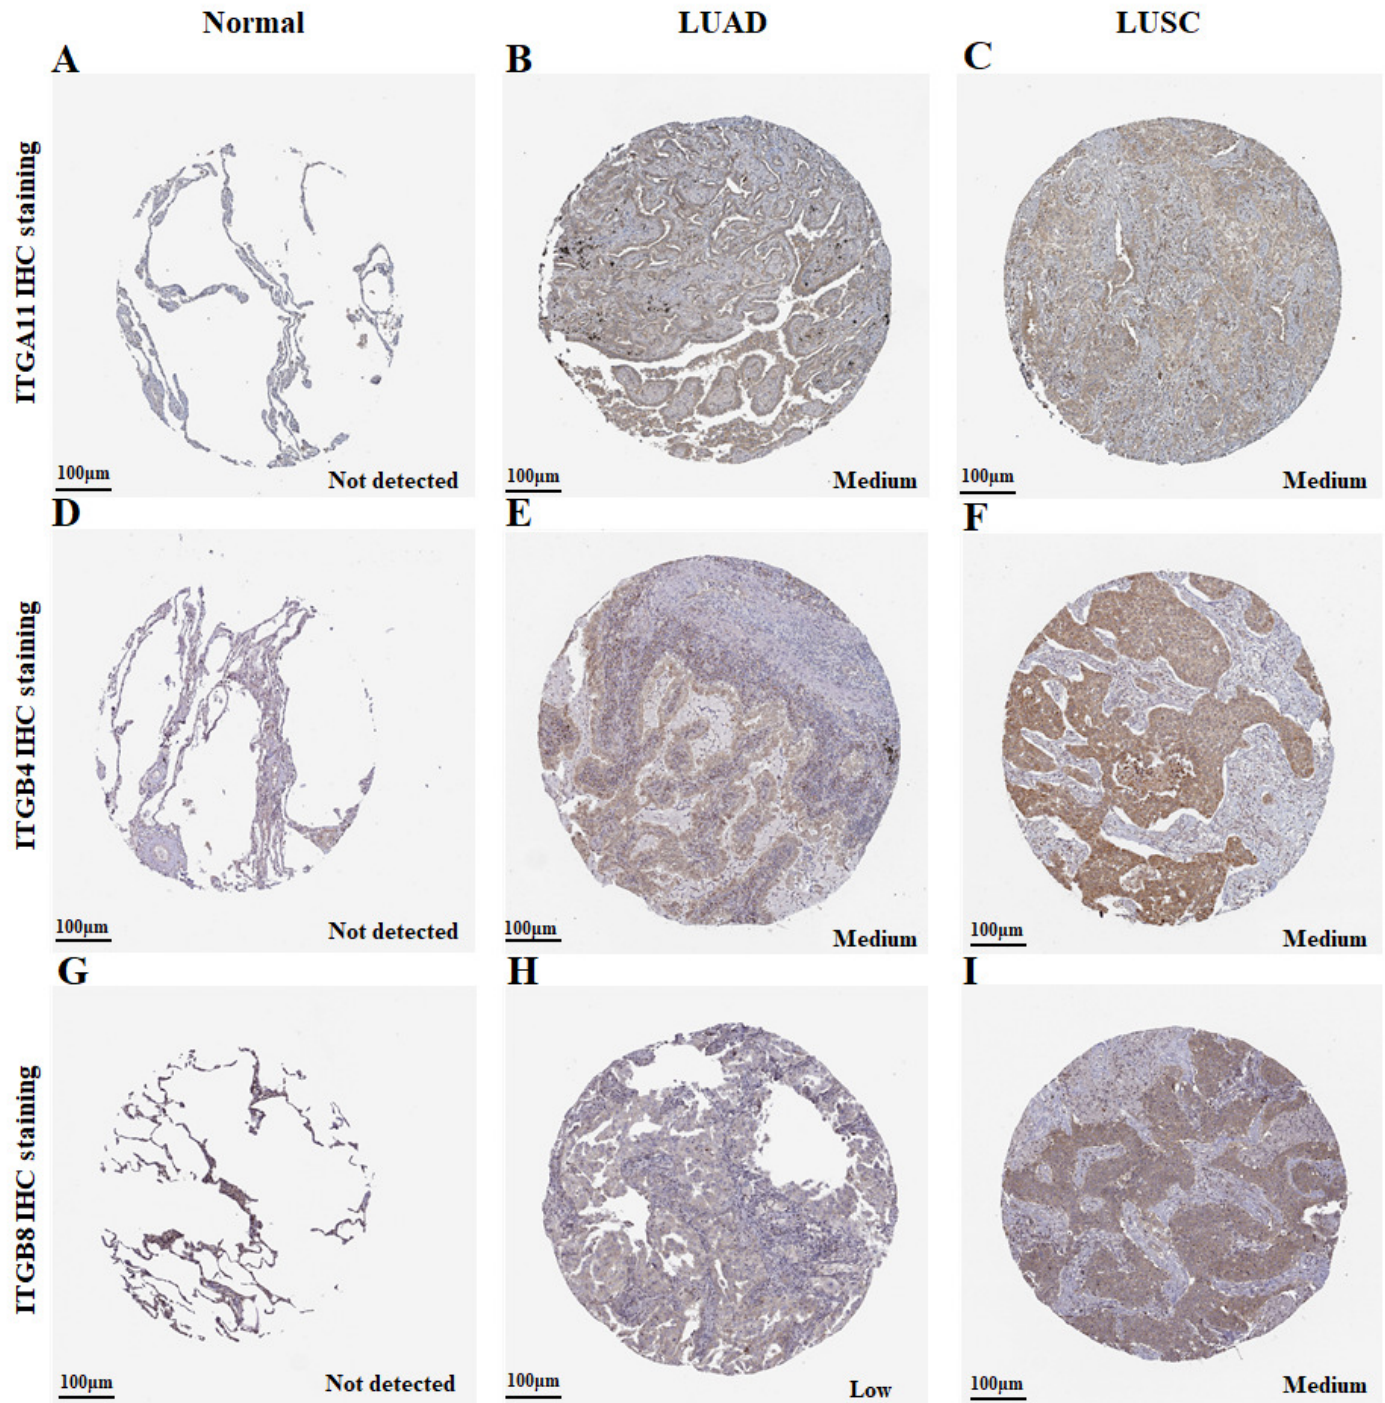 Normal
LUAD
LUSC
A
B
C
ITGA11 IHC staining
100μm
Not detected
100μm
Medium
100μm
Medium
D
E
F
ITGB4 IHC staining
100μm
Not detected
100μm
Medium
100μm
Medium
G
H
I
ITGB8 IHC staining
100μm
Not detected
100μm
Low
100μm
Medium